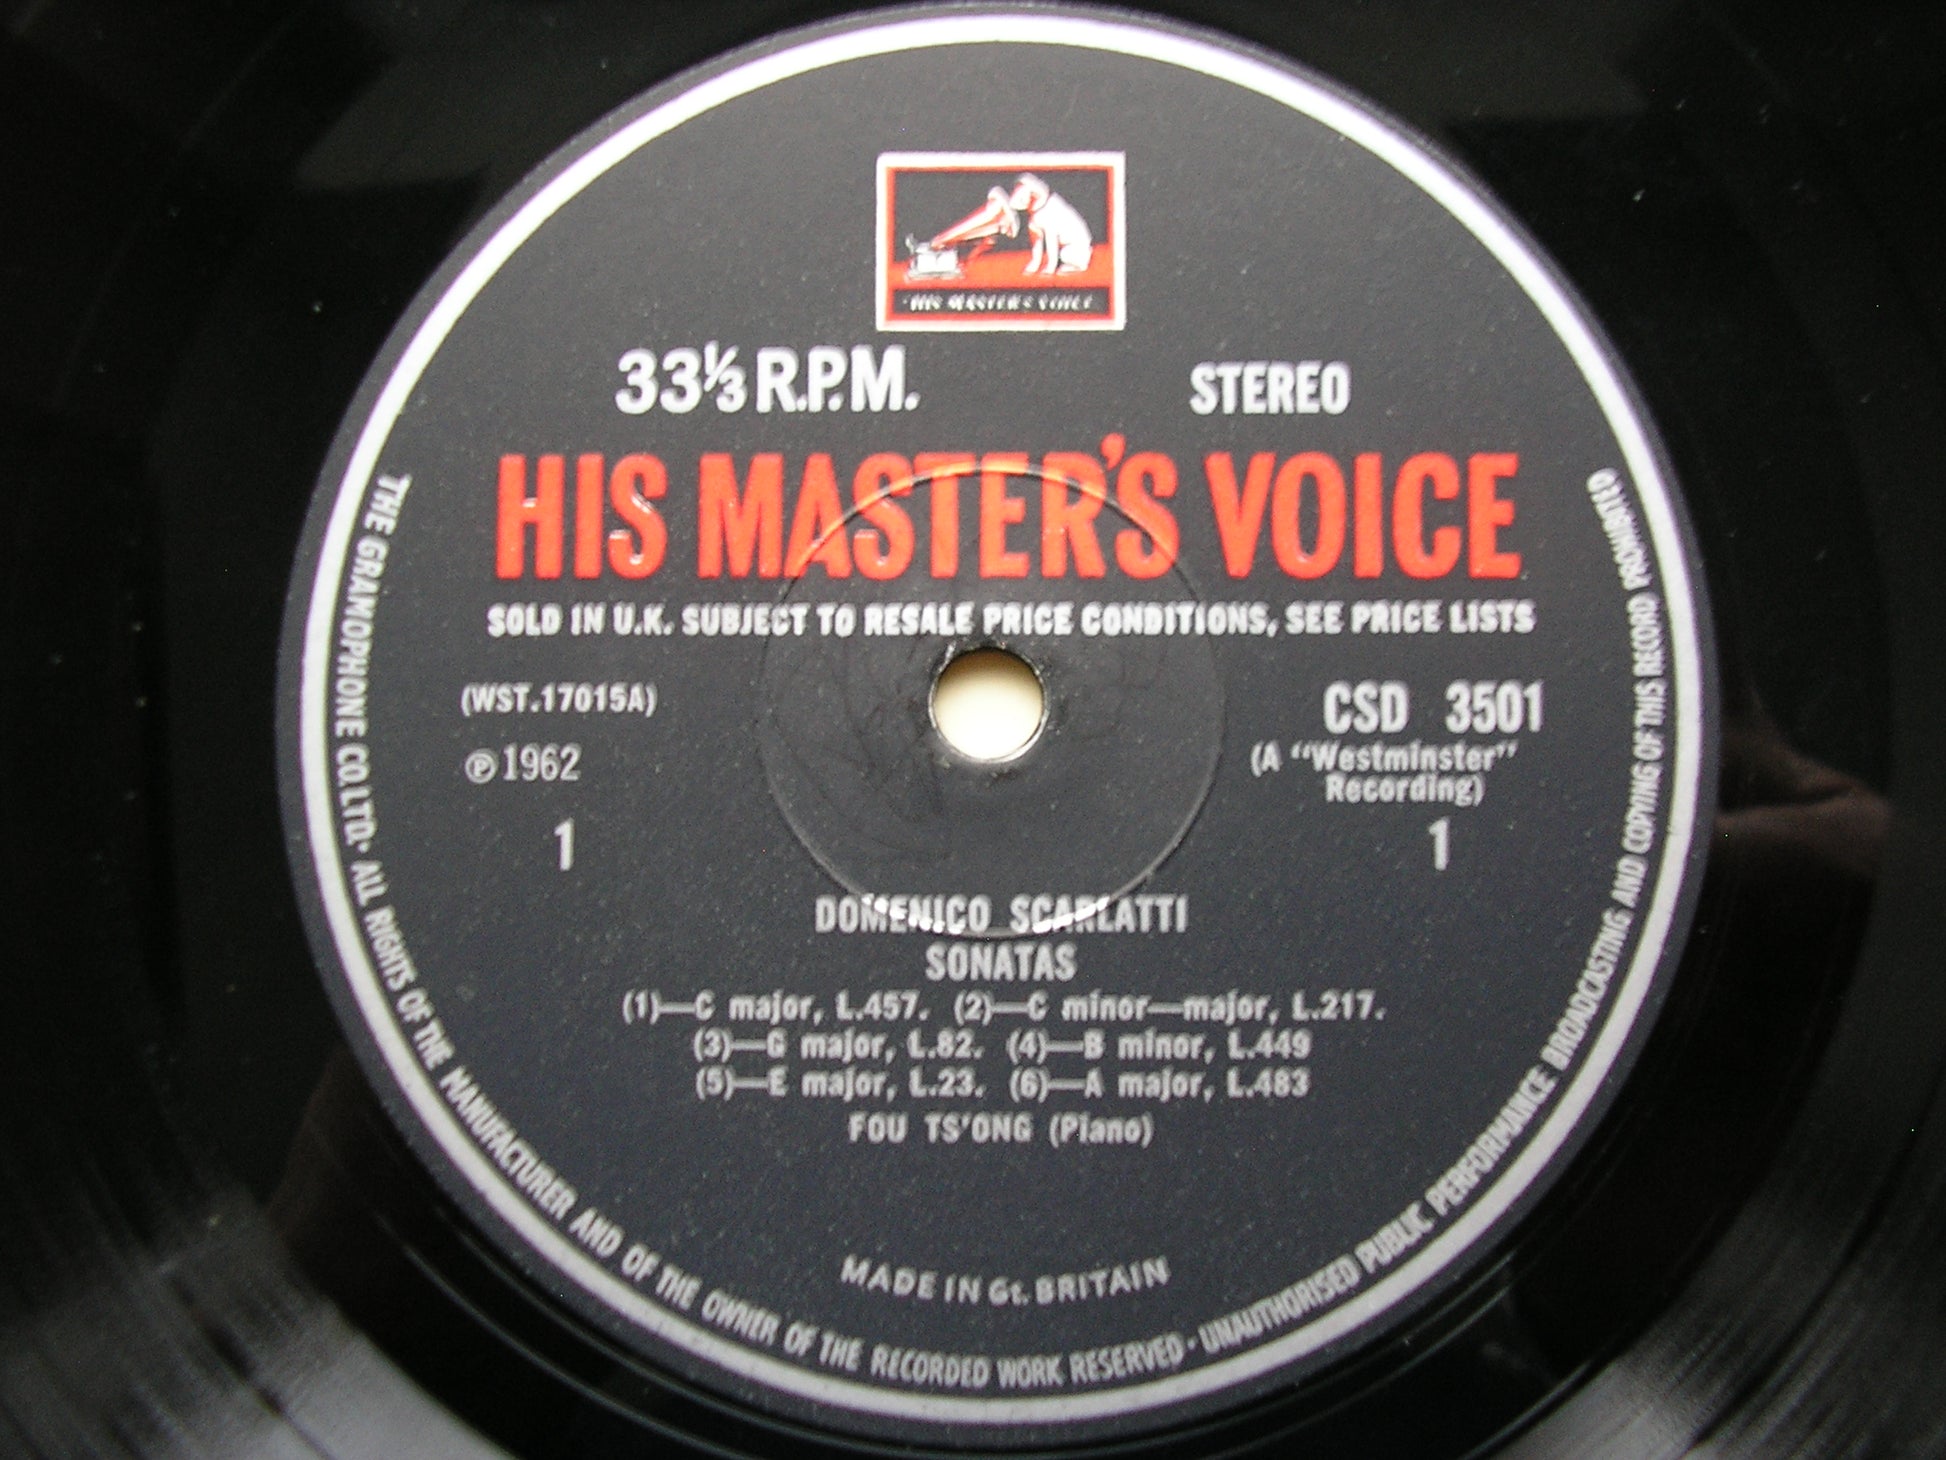 "HIS MASTER'S VOICE"
33⅓ R.P.M. STEREO
HIS MASTER'S VOICE
SOLD IN U.K. SUBJECT TO RESALE PRICE CONDITIONS, SEE PRICE LISTS
(WST.17015A) CSD 3501
℗1962 (A "Westminster"
Recording)
1 1
DOMENICO SCARLATTI
SONATAS
(1)—C major, L.457. (2)—C minor—major, L.217.
(3)—G major, L.82. (4)—B minor, L.449
(5)—E major, L.23. (6)—A major, L.483
FOU TS'ONG (Piano)
MADE IN Gt. BRITAIN
THE GRAMOPHONE CO. LTD. · ALL RIGHTS OF THE MANUFACTURER AND OF THE OWNER OF THE RECORDED WORK RESERVED · UNAUTHORISED PUBLIC PERFORMANCE BROADCASTING AND COPYING OF THIS RECORD PROHIBITED